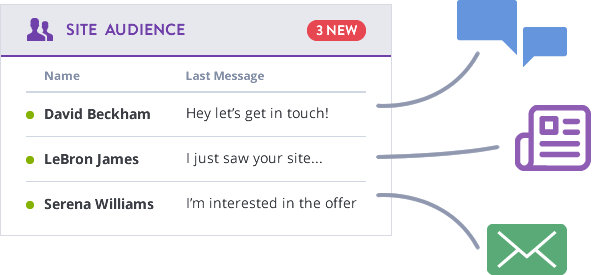 SITE AUDIENCE 3 NEW
Name Last Message
David Beckham Hey let's get in touch!
LeBron James I just saw your site...
Serena Williams I'm interested in the offer